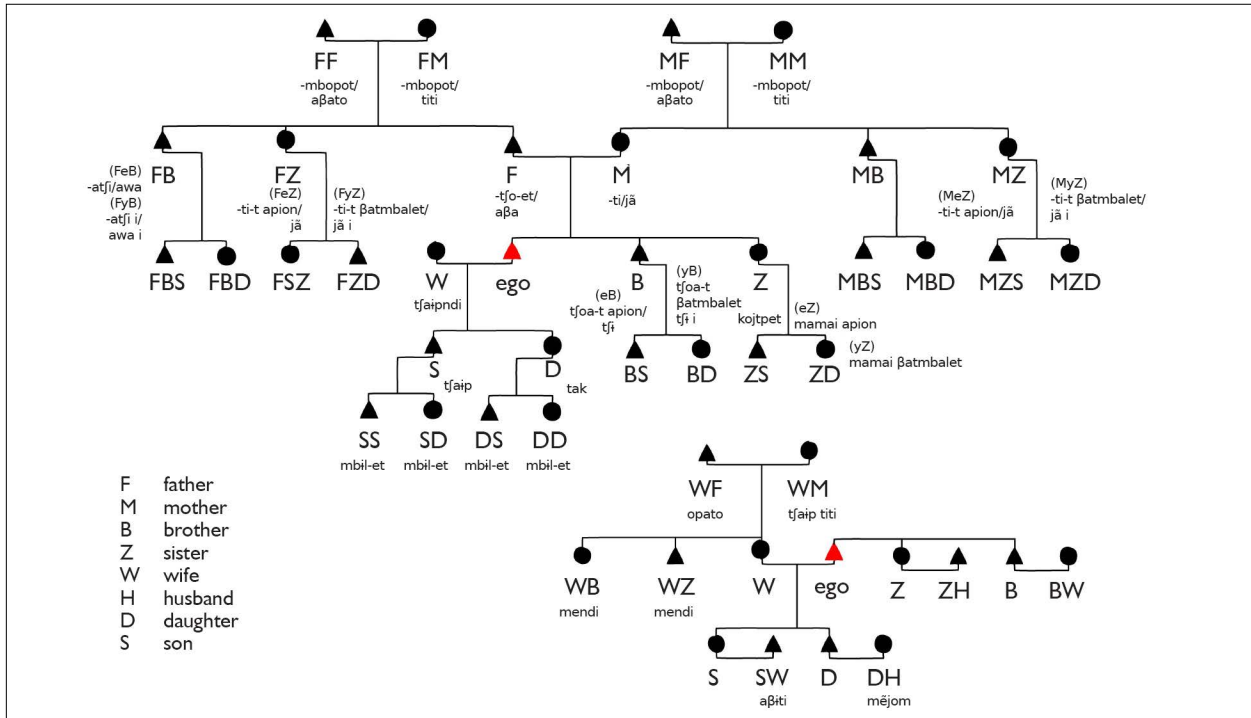 FF
-mbopot/
aβato
FM
-mbopot/
titi
MF
-mbopot/
aβato
MM
-mbopot/
titi
FB
(FeB)
-atʃi/awa
(FyB)
-atʃi i/
awa i
FZ
(FeZ)
-ti-t apion/
jã
(FyZ)
-ti-t βatmbalet/
jã i
F
-tʃo-et/
aβa
M
-ti/jã
MB
MZ
(MeZ)
-ti-t apion/jã
(MyZ)
-ti-t βatmbalet/
jã i
FBS
FBD
FSZ
FZD
W
tʃaɨpndi
ego
B
(eB)
tʃoa-t apion/
tʃɨ
(yB)
tʃoa-t
βatmbalet
tʃɨ i
Z
kojtpet
(eZ)
mamai apion
(yZ)
mamai βatmbalet
MBS
MBD
MZS
MZD
S
tʃaɨp
D
tak
BS
BD
ZS
ZD
SS
mbɨl-et
SD
mbɨl-et
DS
mbɨl-et
DD
mbɨl-et
F father
M mother
B brother
Z sister
W wife
H husband
D daughter
S son
WF
opato
WM
tʃaɨp titi
WB
mendi
WZ
mendi
W
ego
Z
ZH
B
BW
S
SW
aβɨti
D
DH
mẽjom